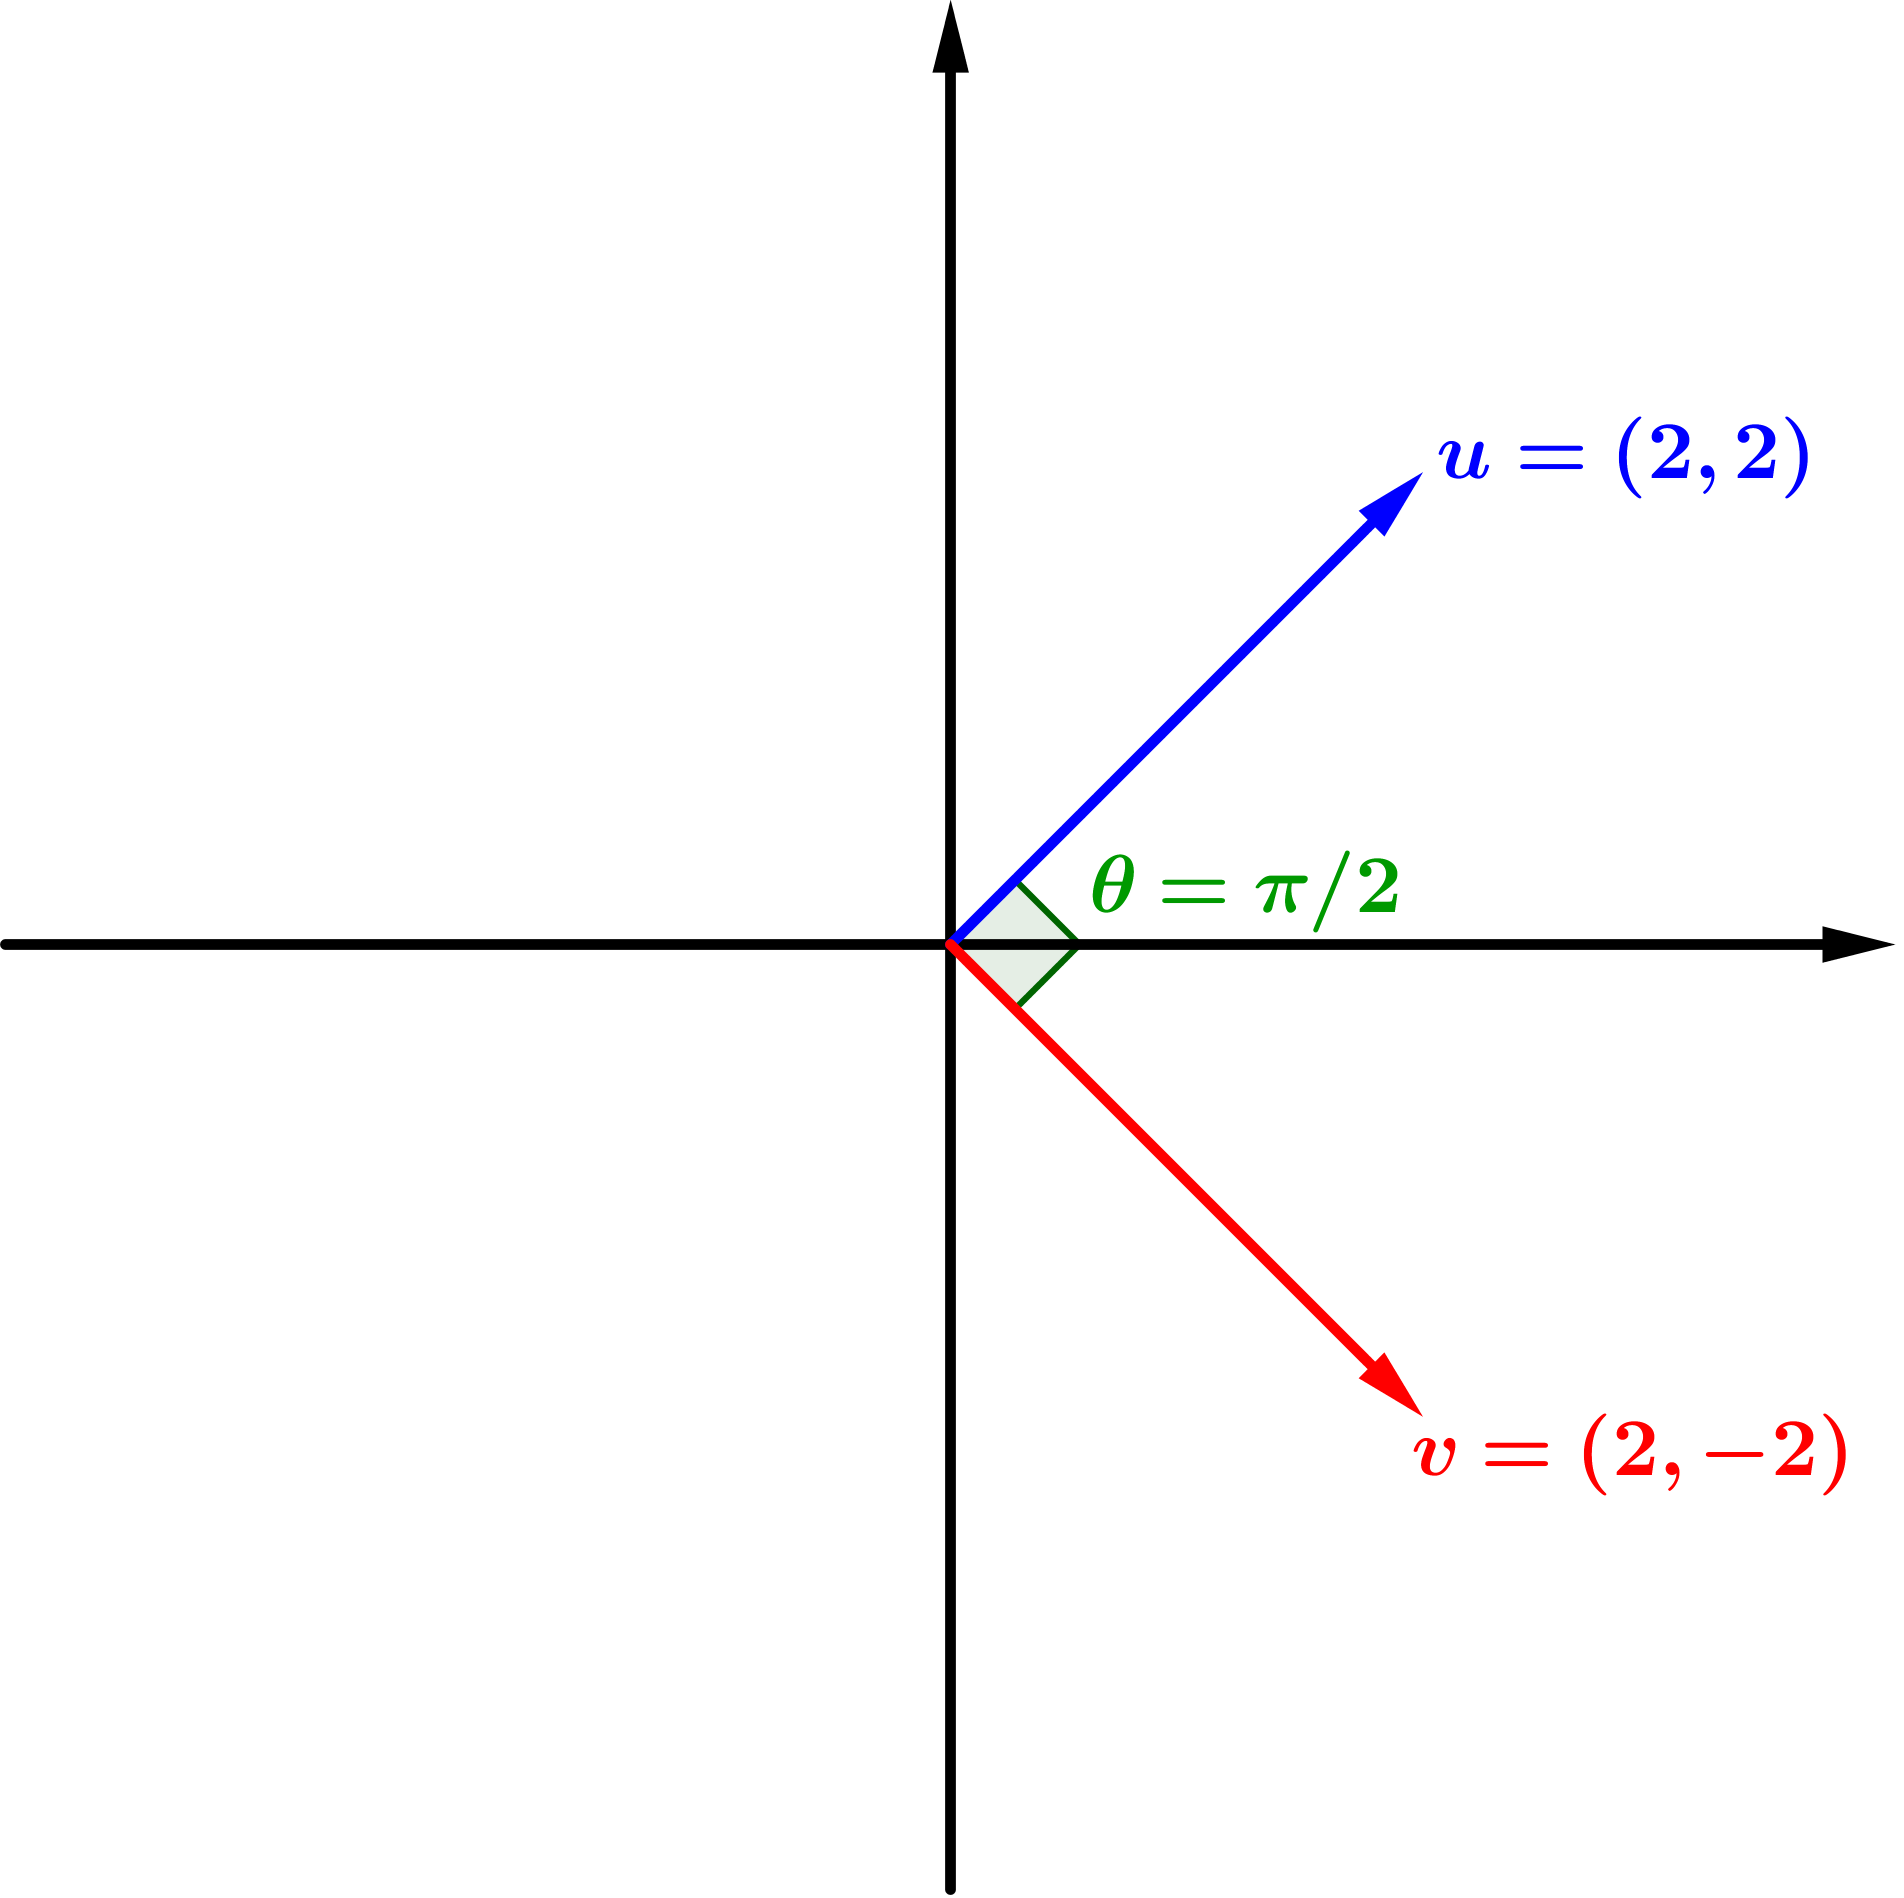 u = (2, 2)
θ = π/2
v = (2, −2)